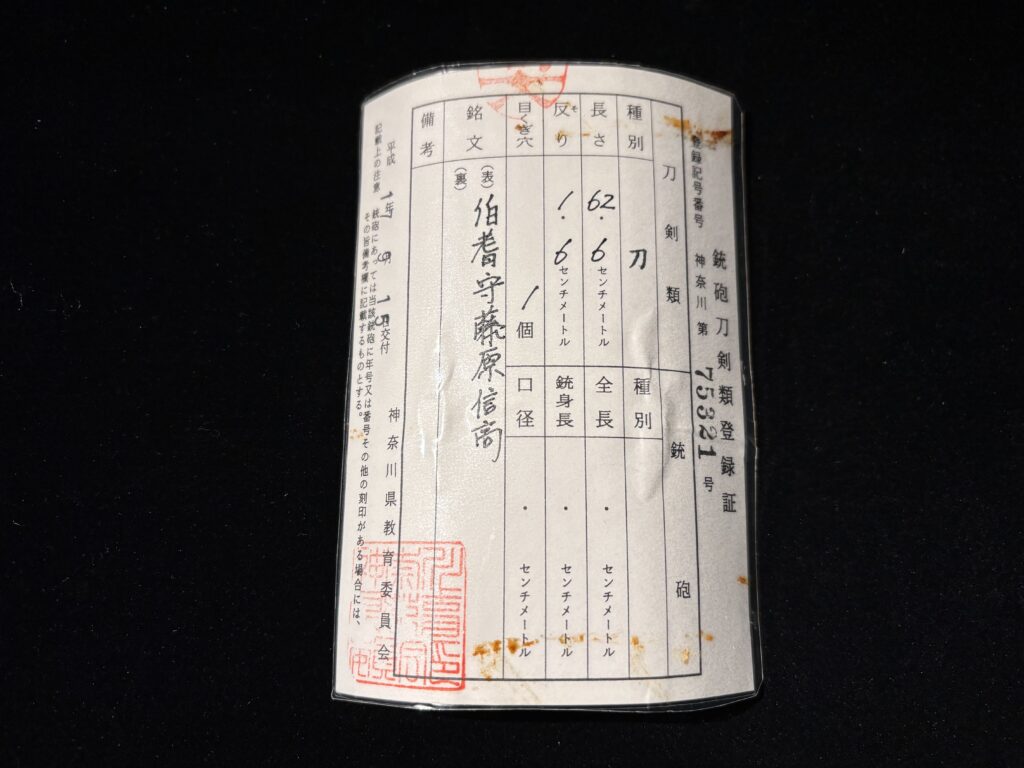 銃砲刀剣類登録証
登録記号番号 神奈川第 75321 号
刀剣類
銃砲
種別 刀
種別
長さ 62.6 センチメートル
全長 . センチメートル
反り 1.6 センチメートル
そ
銃身長 . センチメートル
目くぎ穴 1 個
口径 . センチメートル
銘文 (表) 伯耆守藤原信高
(裏)
備考
平成 17年 9月 15日交付 神奈川県教育委員会
記載上の注意 銃砲にあっては当該銃砲に年号又は番号その他の刻印がある場合には、
その旨備考欄に記載するものとする。